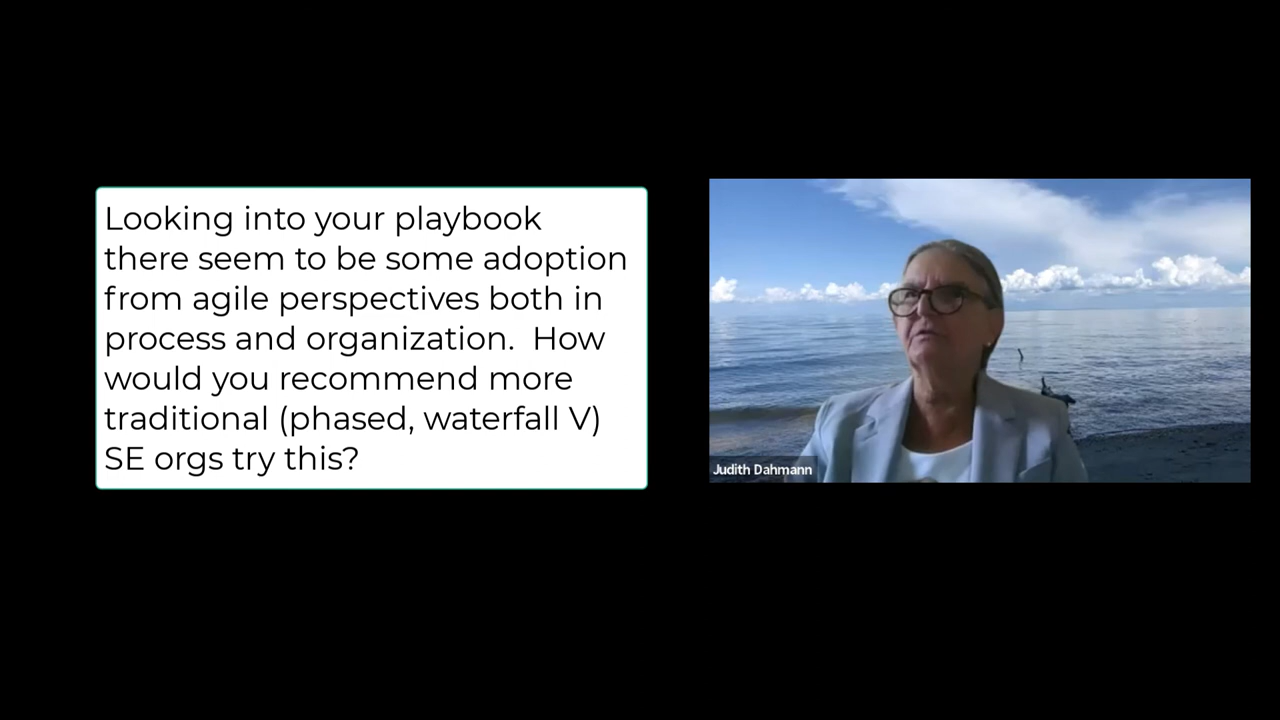 Looking into your playbook
there seem to be some adoption
from agile perspectives both in
process and organization.  How
would you recommend more
traditional (phased, waterfall V)
SE orgs try this?
Judith Dahmann